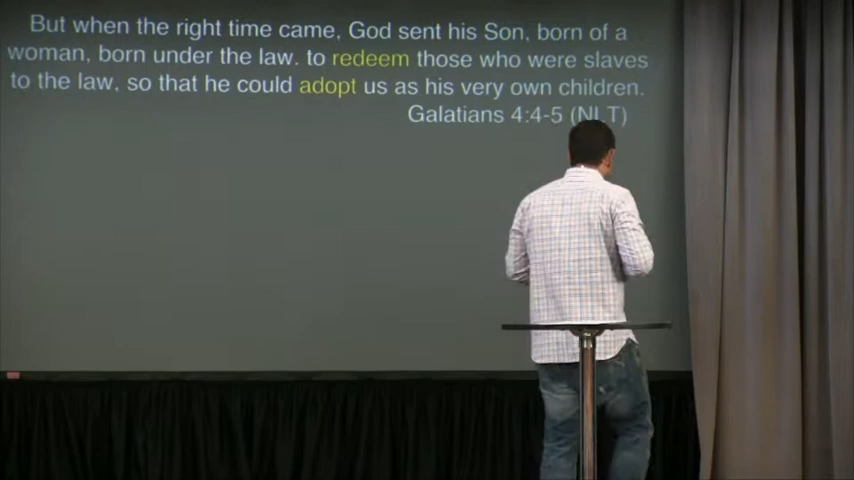 But when the right time came, God sent his Son, born of a
woman, born under the law. to redeem those who were slaves
to the law, so that he could adopt us as his very own children.
Galatians 4:4-5 (NLT)